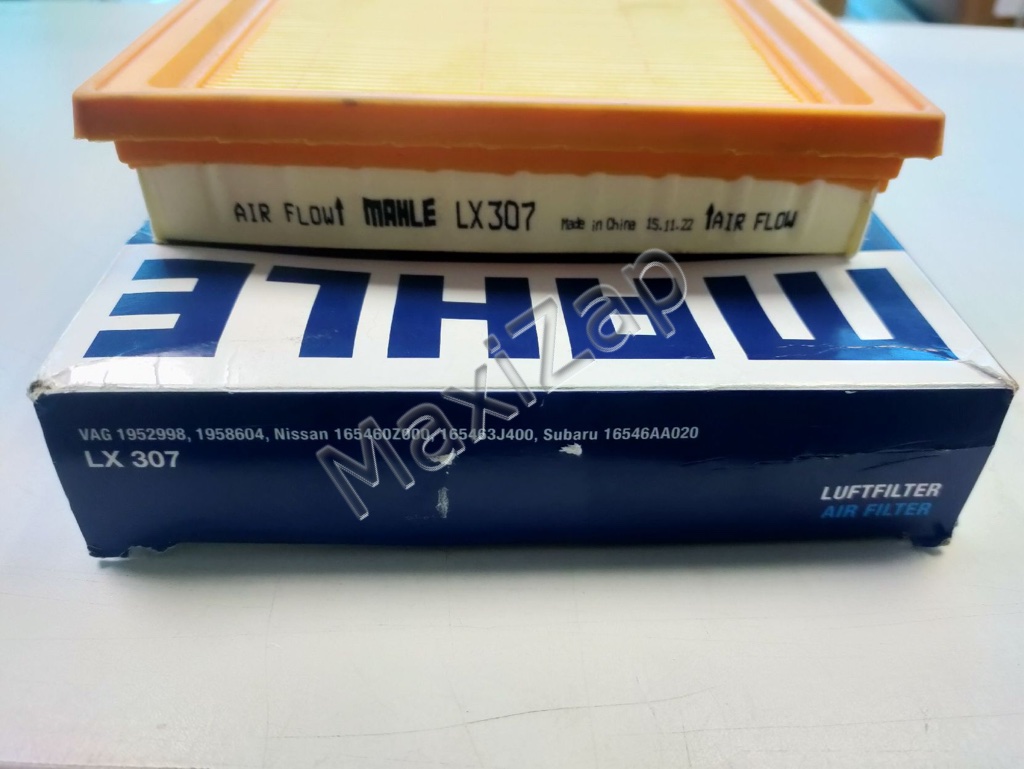 AIR FLOW↑ MAHLE LX307 Made in China 15.11.22 ↑AIR FLOW
MAHLE
MaxiZap
VAG 1952998, 1958604, Nissan 165460Z000, 165463J400, Subaru 16546AA020
LX 307
LUFTFILTER
AIR FILTER